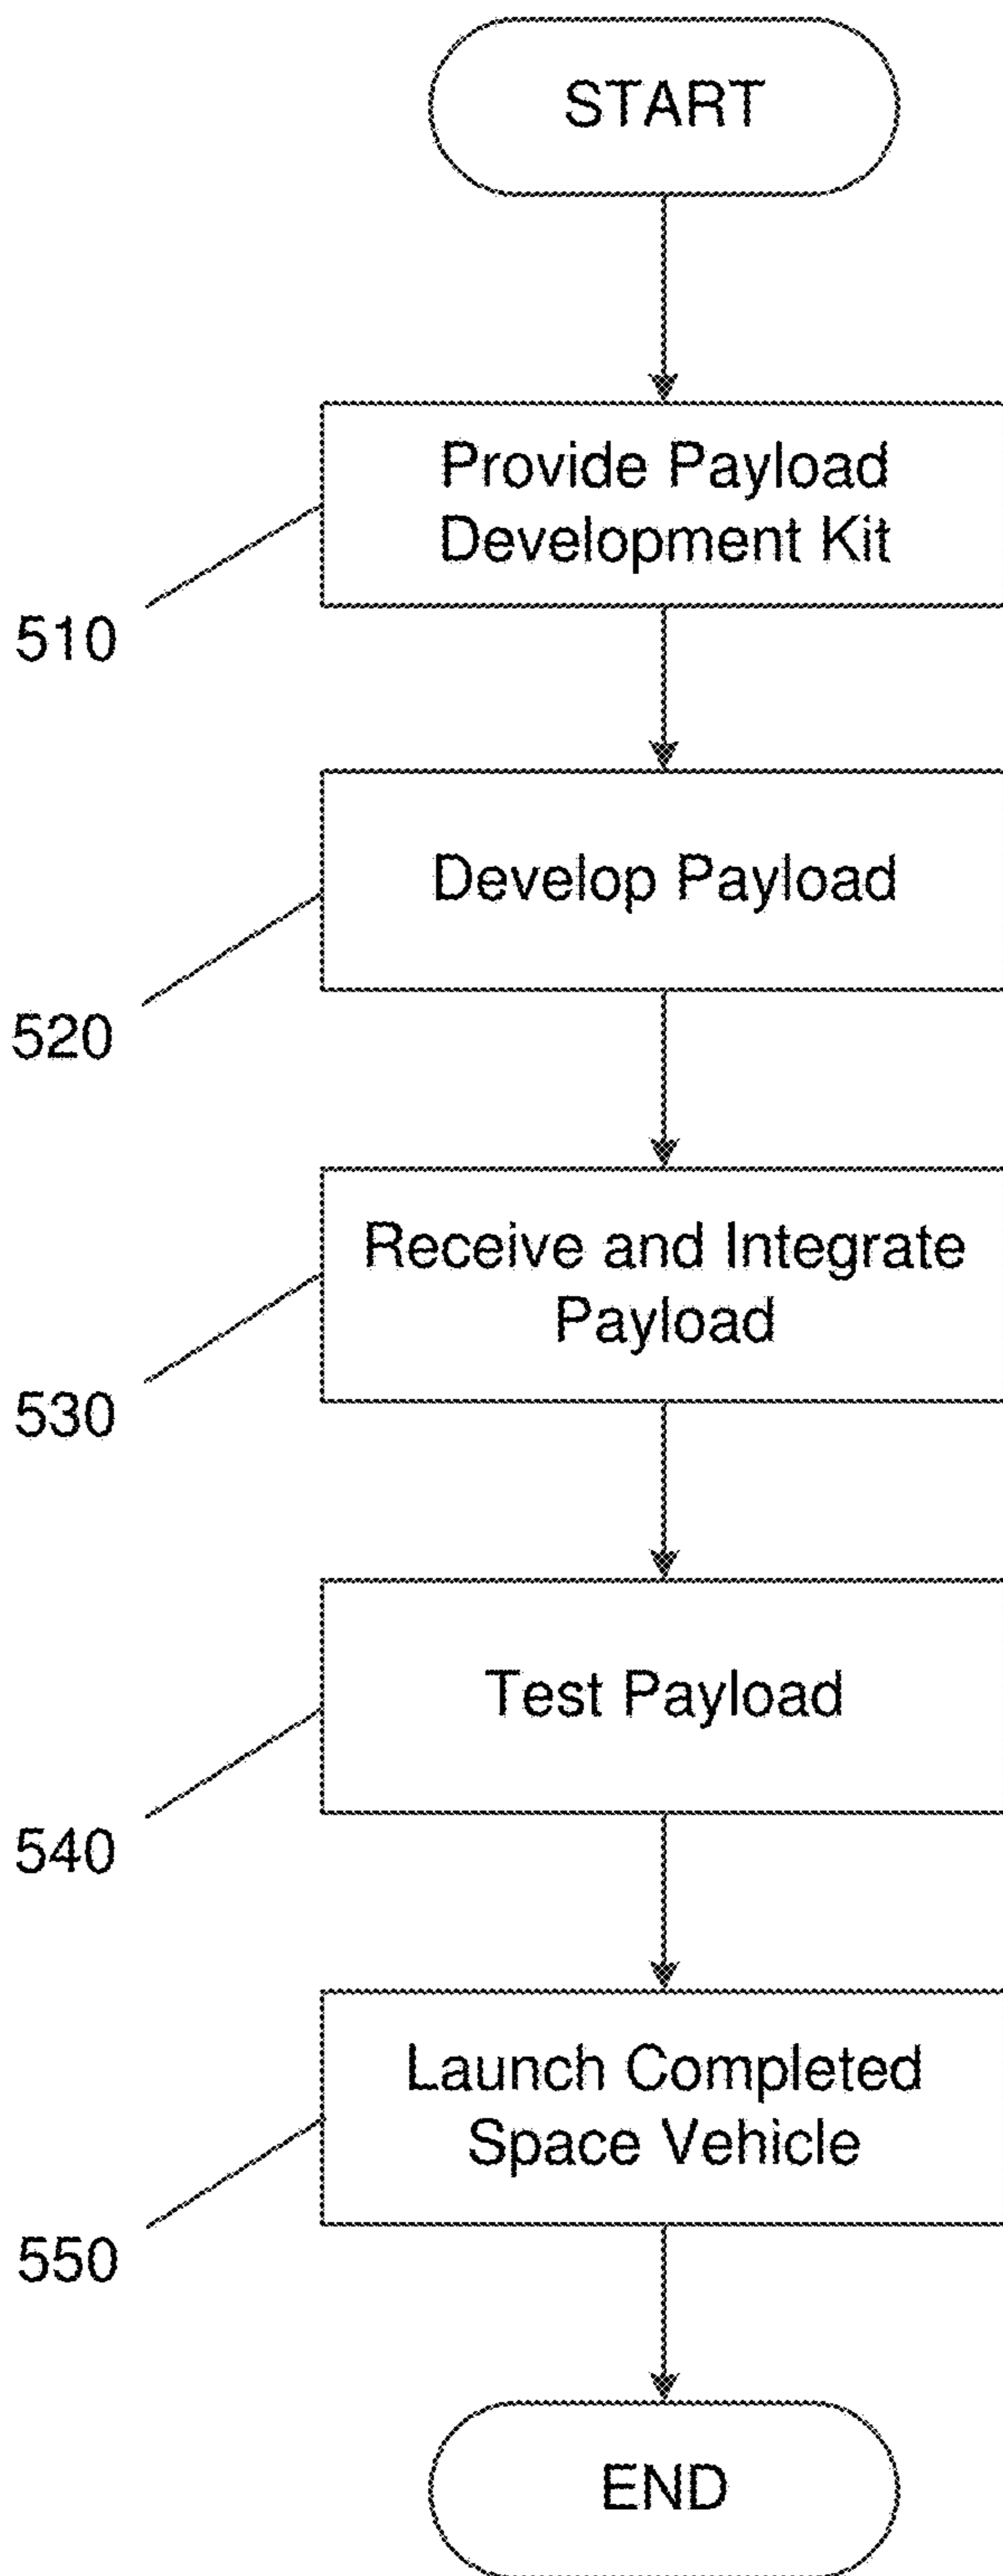 START
Provide Payload
Development Kit
510
Develop Payload
520
Receive and Integrate
Payload
530
Test Payload
540
Launch Completed
Space Vehicle
550
END